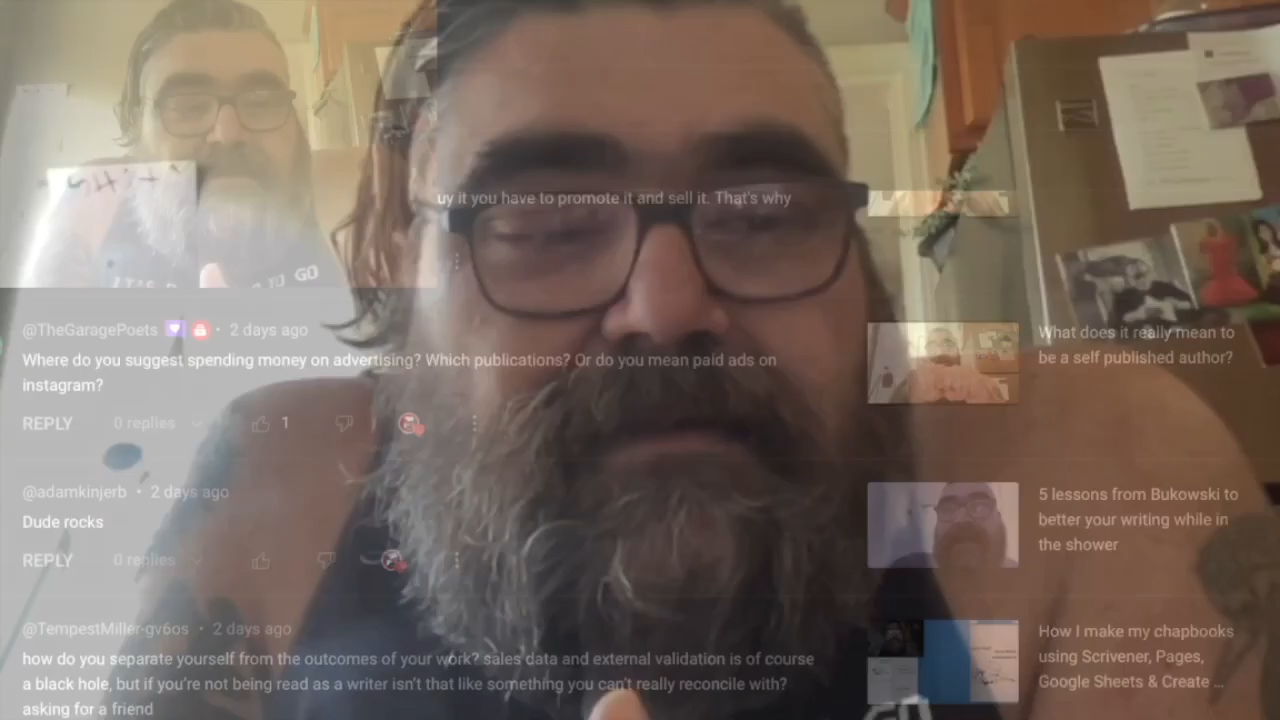 uy it you have to promote it and sell it. That's why
TO GO
@TheGaragePoets · 2 days ago
Where do you suggest spending money on advertising? Which publications? Or do you mean paid ads on
instagram?
REPLY 0 replies 1
@adamkinjerb · 2 days ago
Dude rocks
REPLY 0 replies
@TempestMiller-gv6os · 2 days ago
how do you separate yourself from the outcomes of your work? sales data and external validation is of course
a black hole, but if you're not being read as a writer isn't that like something you can't really reconcile with?
asking for a friend
What does it really mean to
be a self published author?
5 lessons from Bukowski to
better your writing while in
the shower
How I make my chapbooks
using Scrivener, Pages,
Google Sheets & Create ...
GO